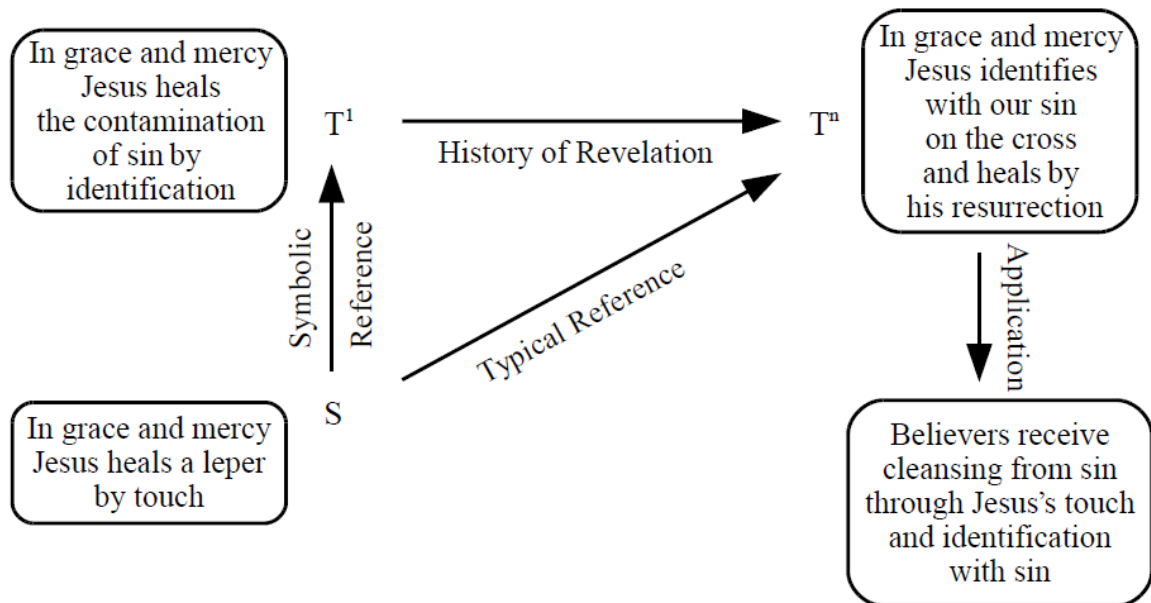 In grace and mercy
Jesus heals
the contamination
of sin by
identification
T¹
History of Revelation
Tⁿ
In grace and mercy
Jesus identifies
with our sin
on the cross
and heals by
his resurrection
Symbolic
Reference
Typical Reference
Application
S
In grace and mercy
Jesus heals a leper
by touch
Believers receive
cleansing from sin
through Jesus's touch
and identification
with sin